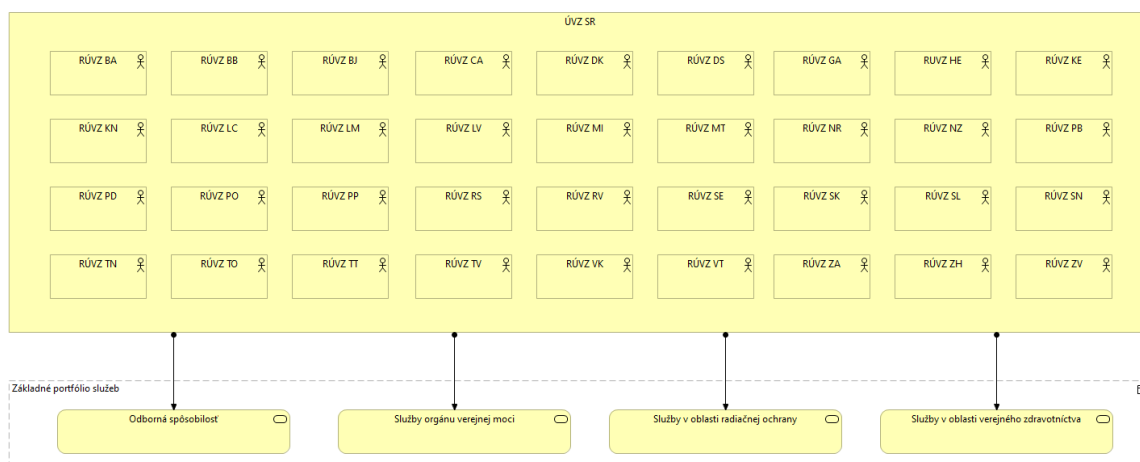 ÚVZ SR
RÚVZ BA RÚVZ BB RÚVZ BJ RÚVZ CA RÚVZ DK RÚVZ DS RÚVZ GA RUVZ HE RÚVZ KE
RÚVZ KN RÚVZ LC RÚVZ LM RÚVZ LV RÚVZ MI RÚVZ MT RÚVZ NR RÚVZ NZ RÚVZ PB
RÚVZ PD RÚVZ PO RÚVZ PP RÚVZ RS RÚVZ RV RÚVZ SE RÚVZ SK RÚVZ SL RÚVZ SN
RÚVZ TN RÚVZ TO RÚVZ TT RÚVZ TV RÚVZ VK RÚVZ VT RÚVZ ZA RÚVZ ZH RÚVZ ZV
Základné portfólio služeb
Odborná spôsobilosť Služby orgánu verejnej moci Služby v oblasti radiačnej ochrany Služby v oblasti verejného zdravotníctva